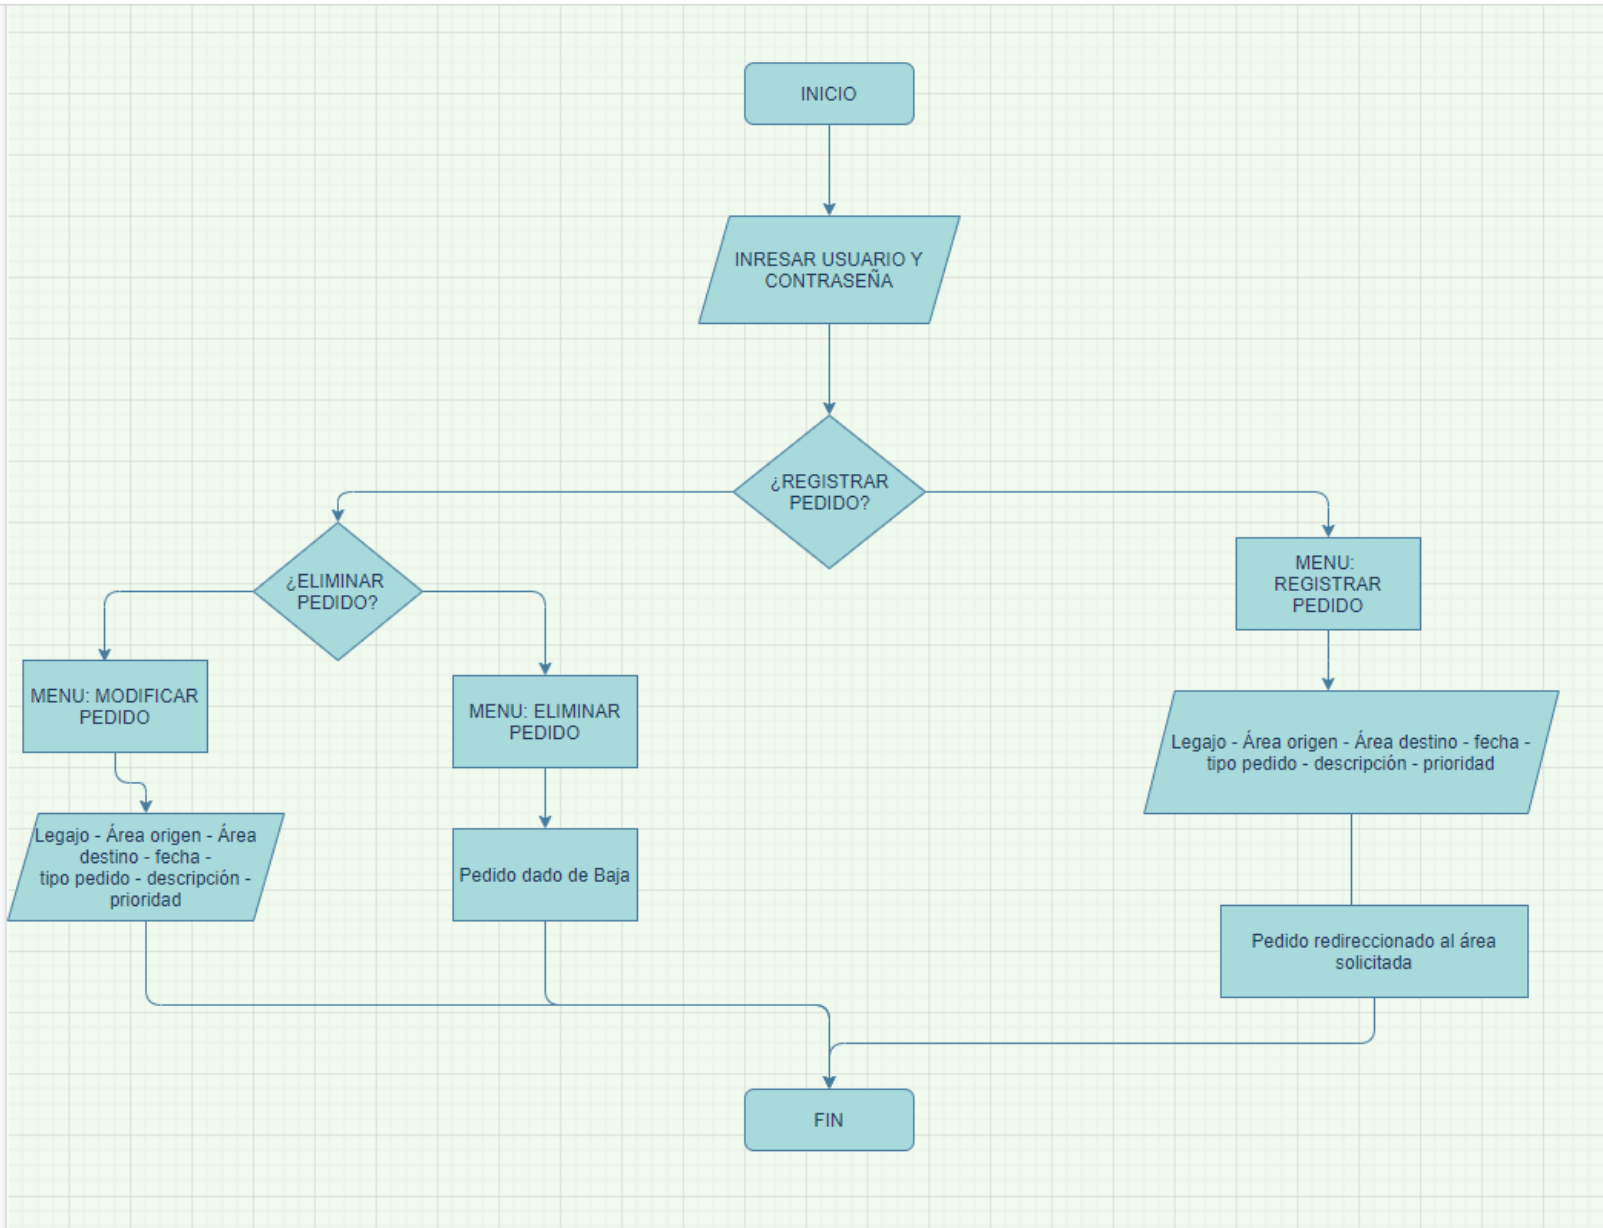 INICIO
INRESAR USUARIO Y
CONTRASEÑA
¿REGISTRAR
PEDIDO?
¿ELIMINAR
PEDIDO?
MENU:
REGISTRAR
PEDIDO
MENU: MODIFICAR
PEDIDO
MENU: ELIMINAR
PEDIDO
Legajo - Área origen - Área destino - fecha -
tipo pedido - descripción - prioridad
Legajo - Área origen - Área
destino - fecha -
tipo pedido - descripción -
prioridad
Pedido dado de Baja
Pedido redireccionado al área
solicitada
FIN